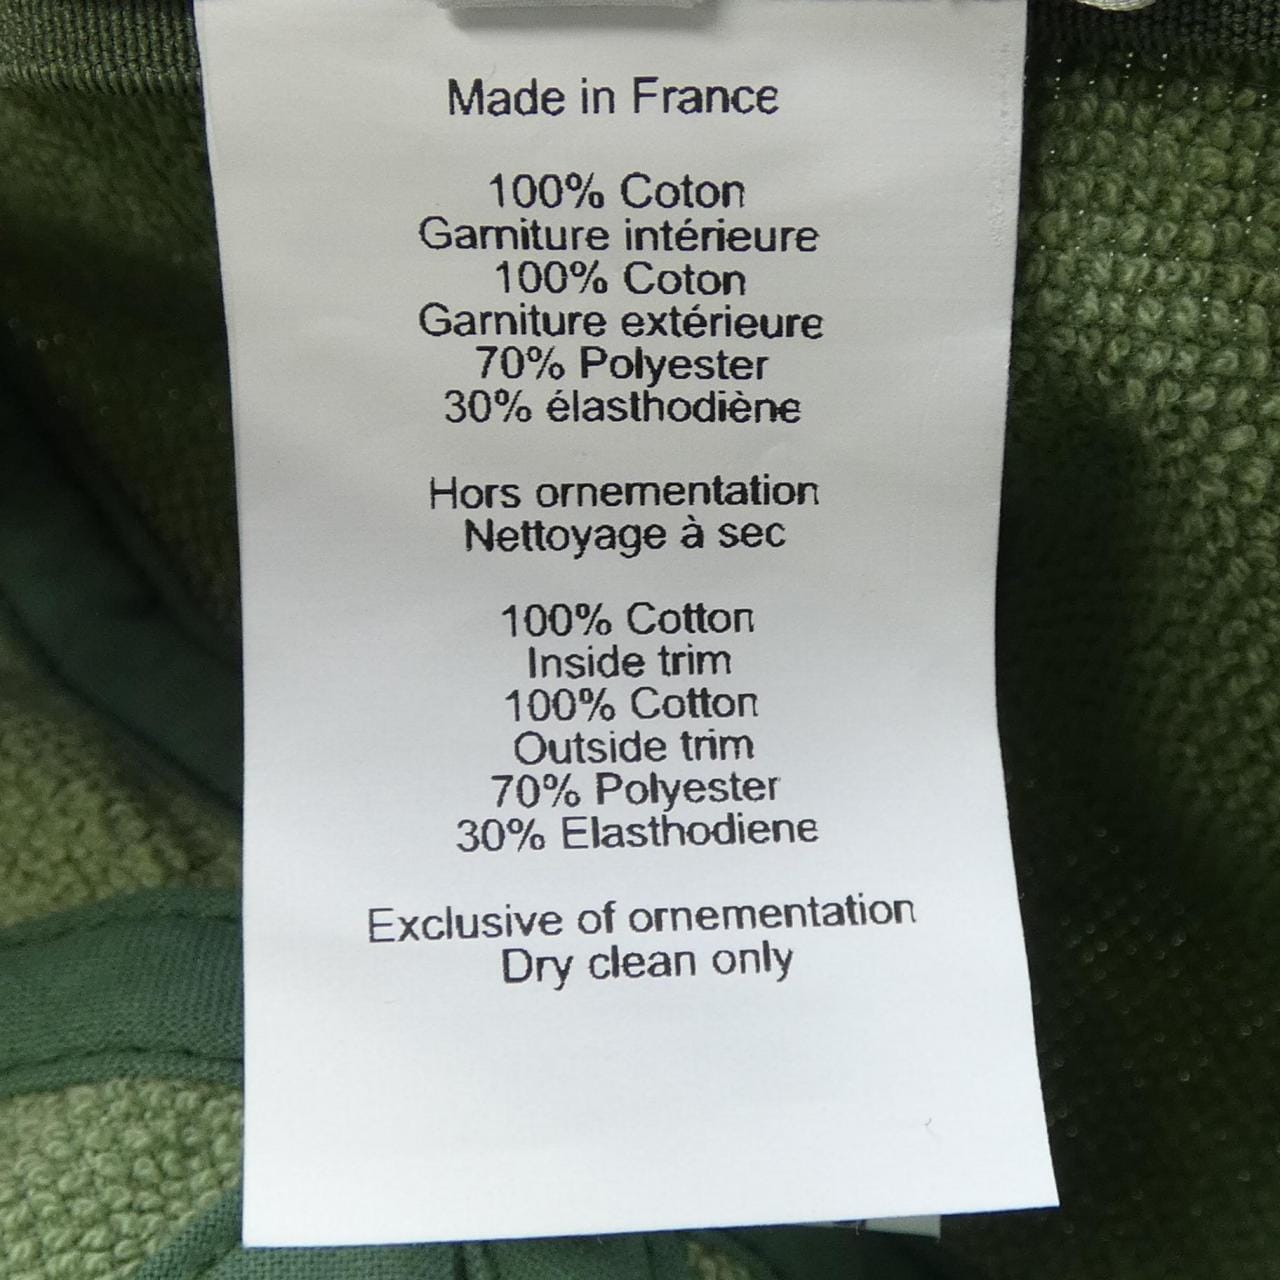 Made in France
100% Coton
Garniture intérieure
100% Coton
Garniture extérieure
70% Polyester
30% élasthodiène
Hors ornementation
Nettoyage à sec
100% Cotton
Inside trim
100% Cotton
Outside trim
70% Polyester
30% Elasthodiene
Exclusive of ornementation
Dry clean only